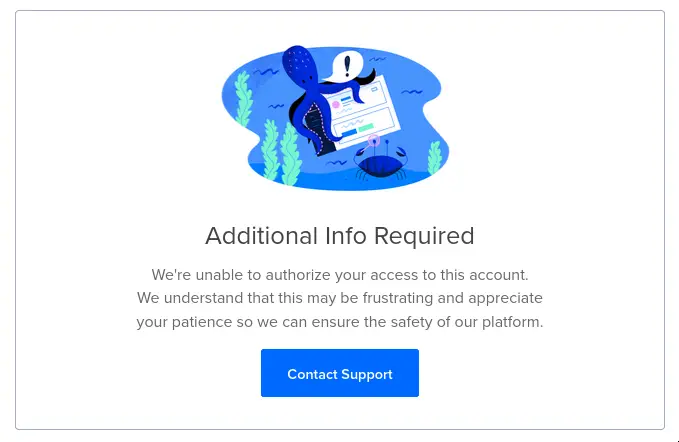 !
Additional Info Required
We're unable to authorize your access to this account.
We understand that this may be frustrating and appreciate
your patience so we can ensure the safety of our platform.
Contact Support